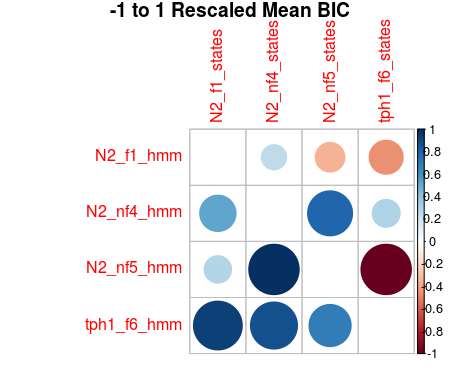 -1 to 1 Rescaled Mean BIC
N2_f1_states
N2_nf4_states
N2_nf5_states
tph1_f6_states
N2_f1_hmm
N2_nf4_hmm
N2_nf5_hmm
tph1_f6_hmm
1
0.8
0.6
0.4
0.2
0
-0.2
-0.4
-0.6
-0.8
-1